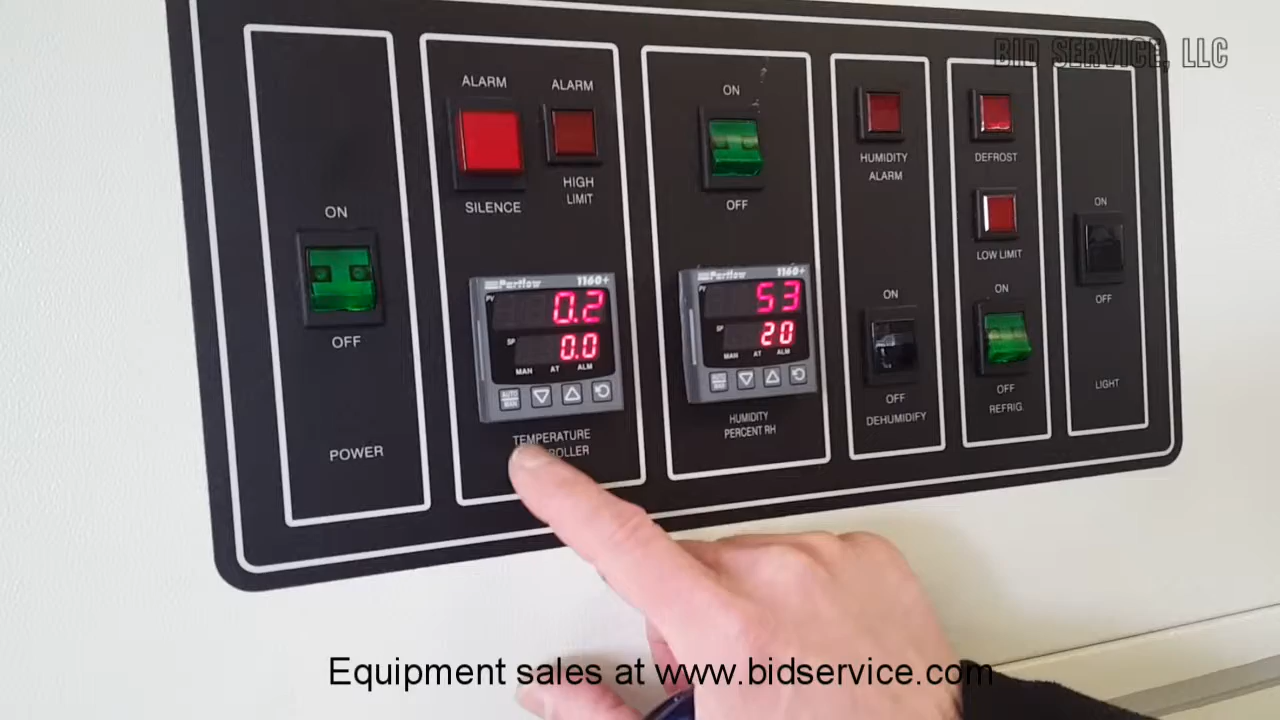 BID SERVICE, LLC
ON
OFF
POWER
ALARM
SILENCE
ALARM
HIGH
LIMIT
Partlow 1160+
PV 0.2
SP 0.0
MAN AT ALM
AUTO
MAN
TEMPERATURE
ROLLER
ON
OFF
Partlow 1160+
PV 53
SP 20
MAN AT ALM
AUTO
MAN
HUMIDITY
PERCENT RH
HUMIDITY
ALARM
ON
OFF
DEHUMIDIFY
DEFROST
LOW LIMIT
ON
OFF
REFRIG.
ON
OFF
LIGHT
Equipment sales at www.bidservice.com